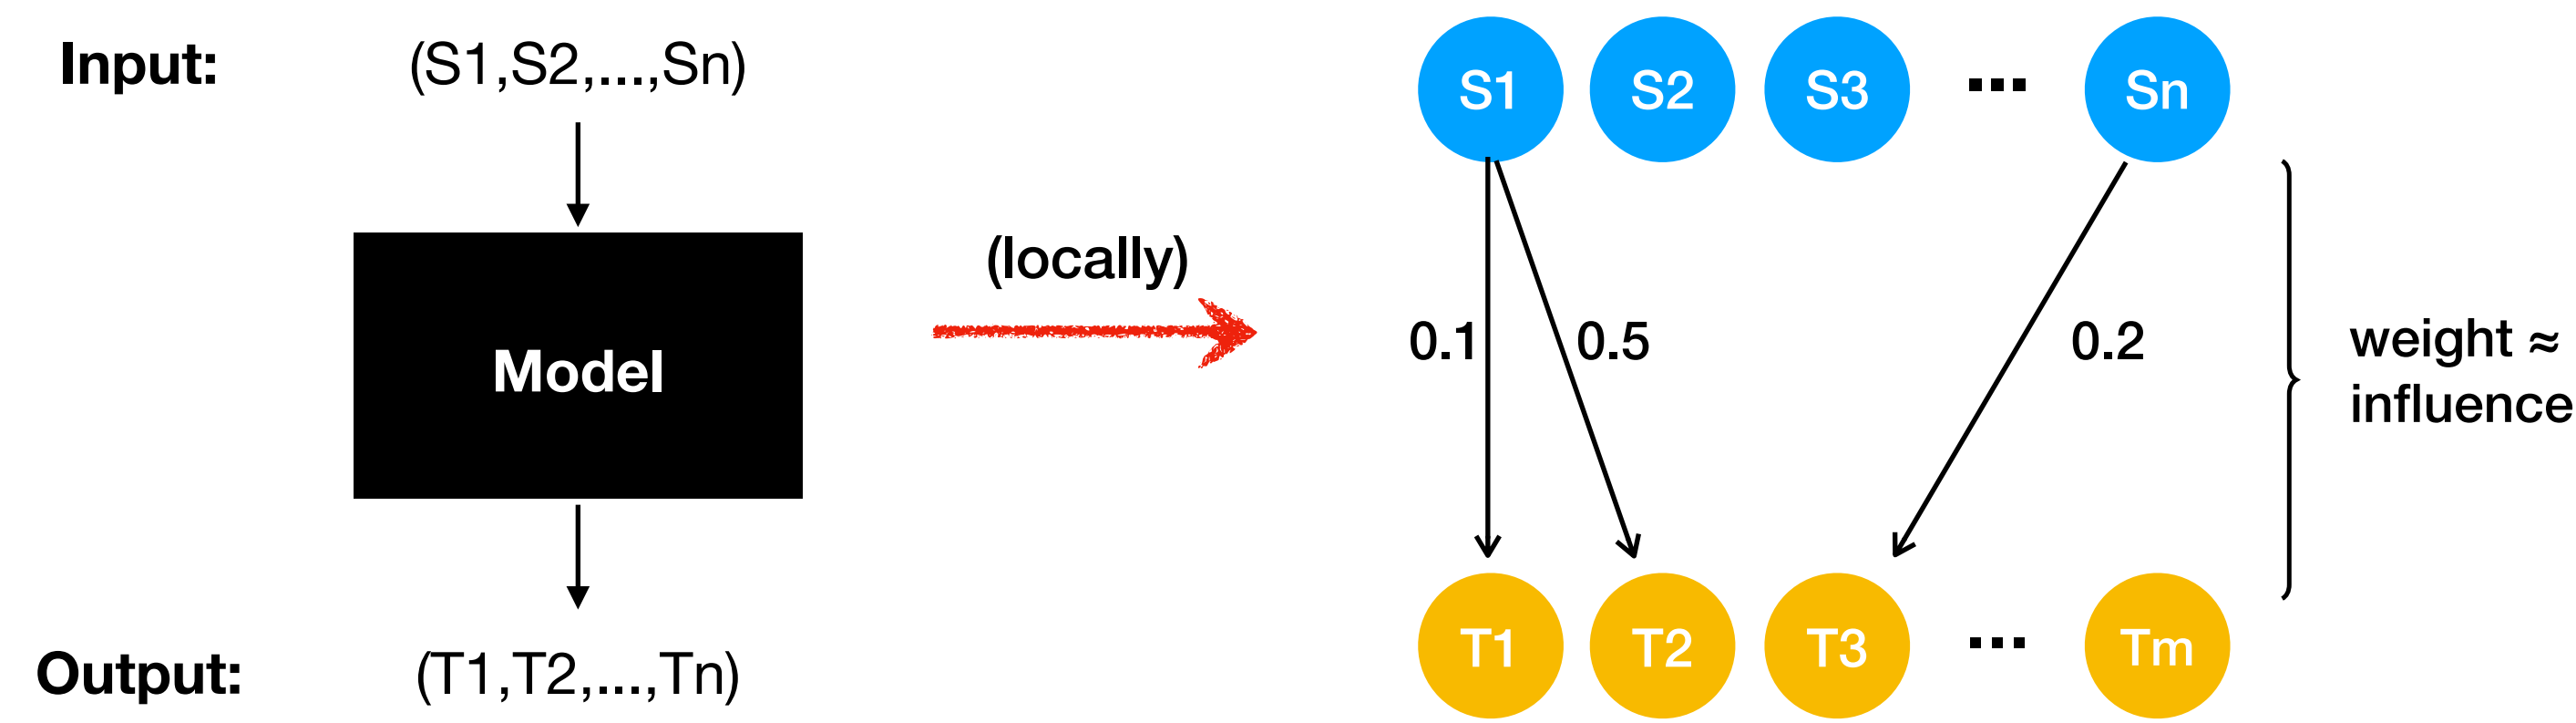 Input:
(S1,S2,...,Sn)
Model
Output:
(T1,T2,...,Tn)
(locally)
S1 S2 S3 ... Sn
0.1 0.5 0.2
weight ≈
influence
T1 T2 T3 ... Tm